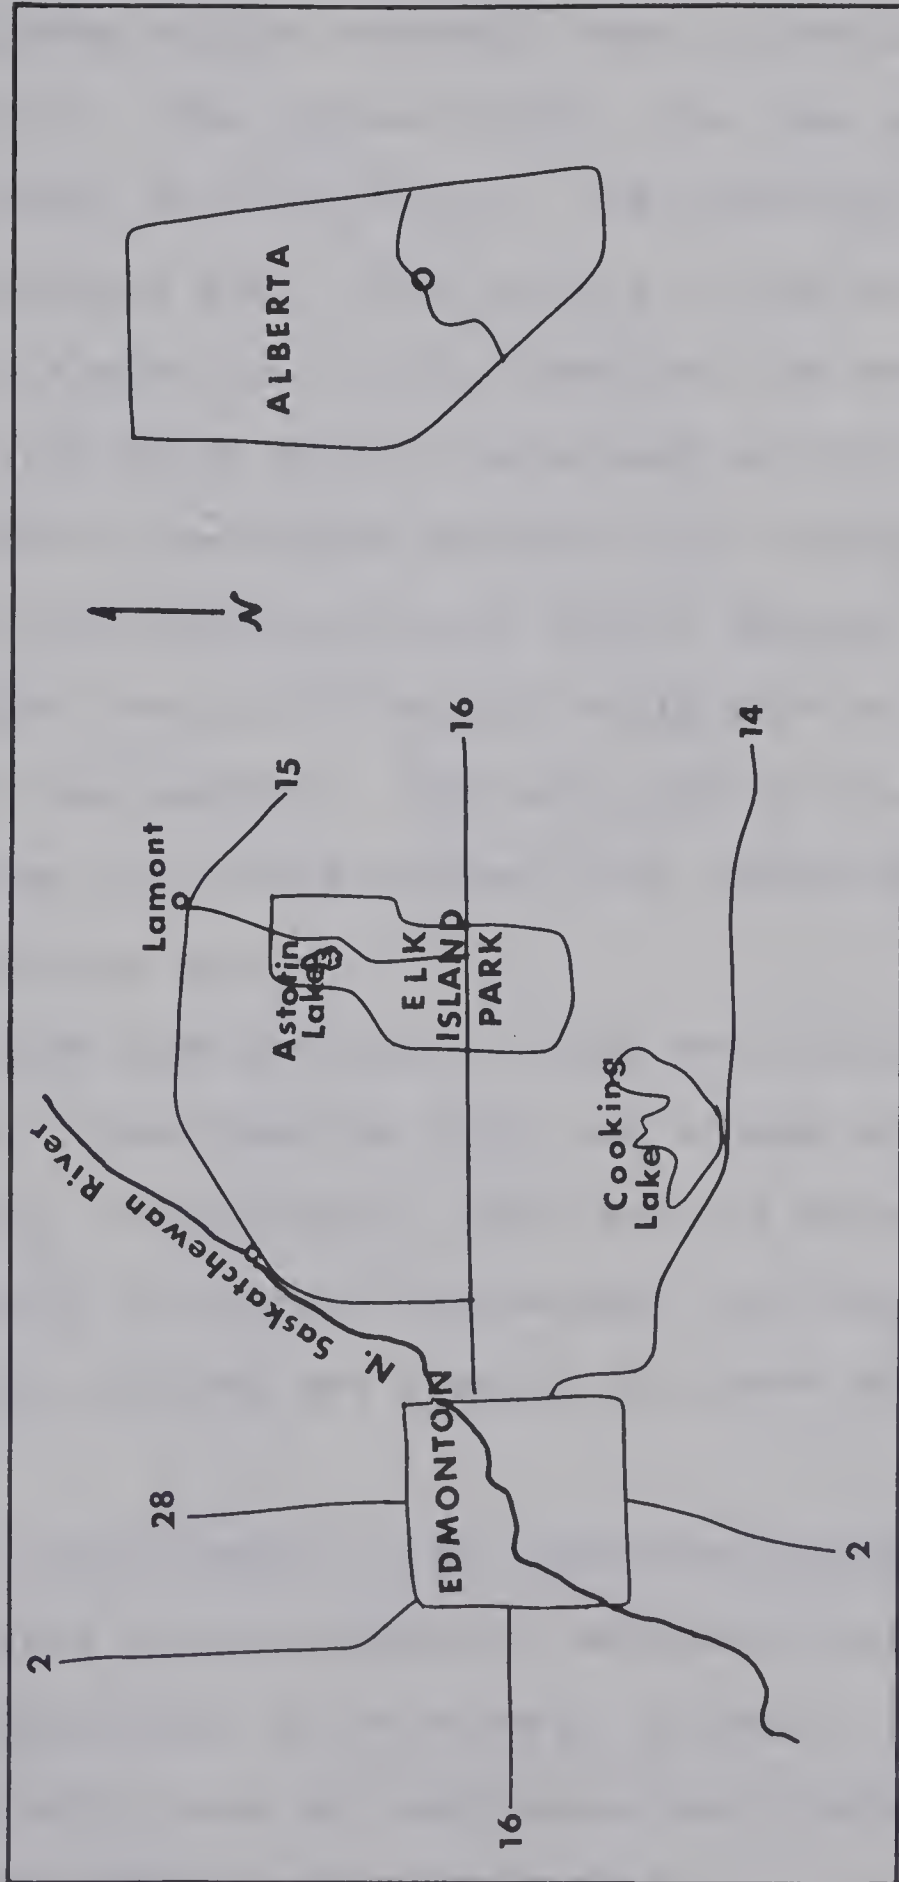 2
28
N. Saskatchewan River
Lamont
15
Astotin
Lake
N
ALBERTA
EDMONTON
ELK
ISLAND
PARK
16
16
Cooking
Lake
14
2